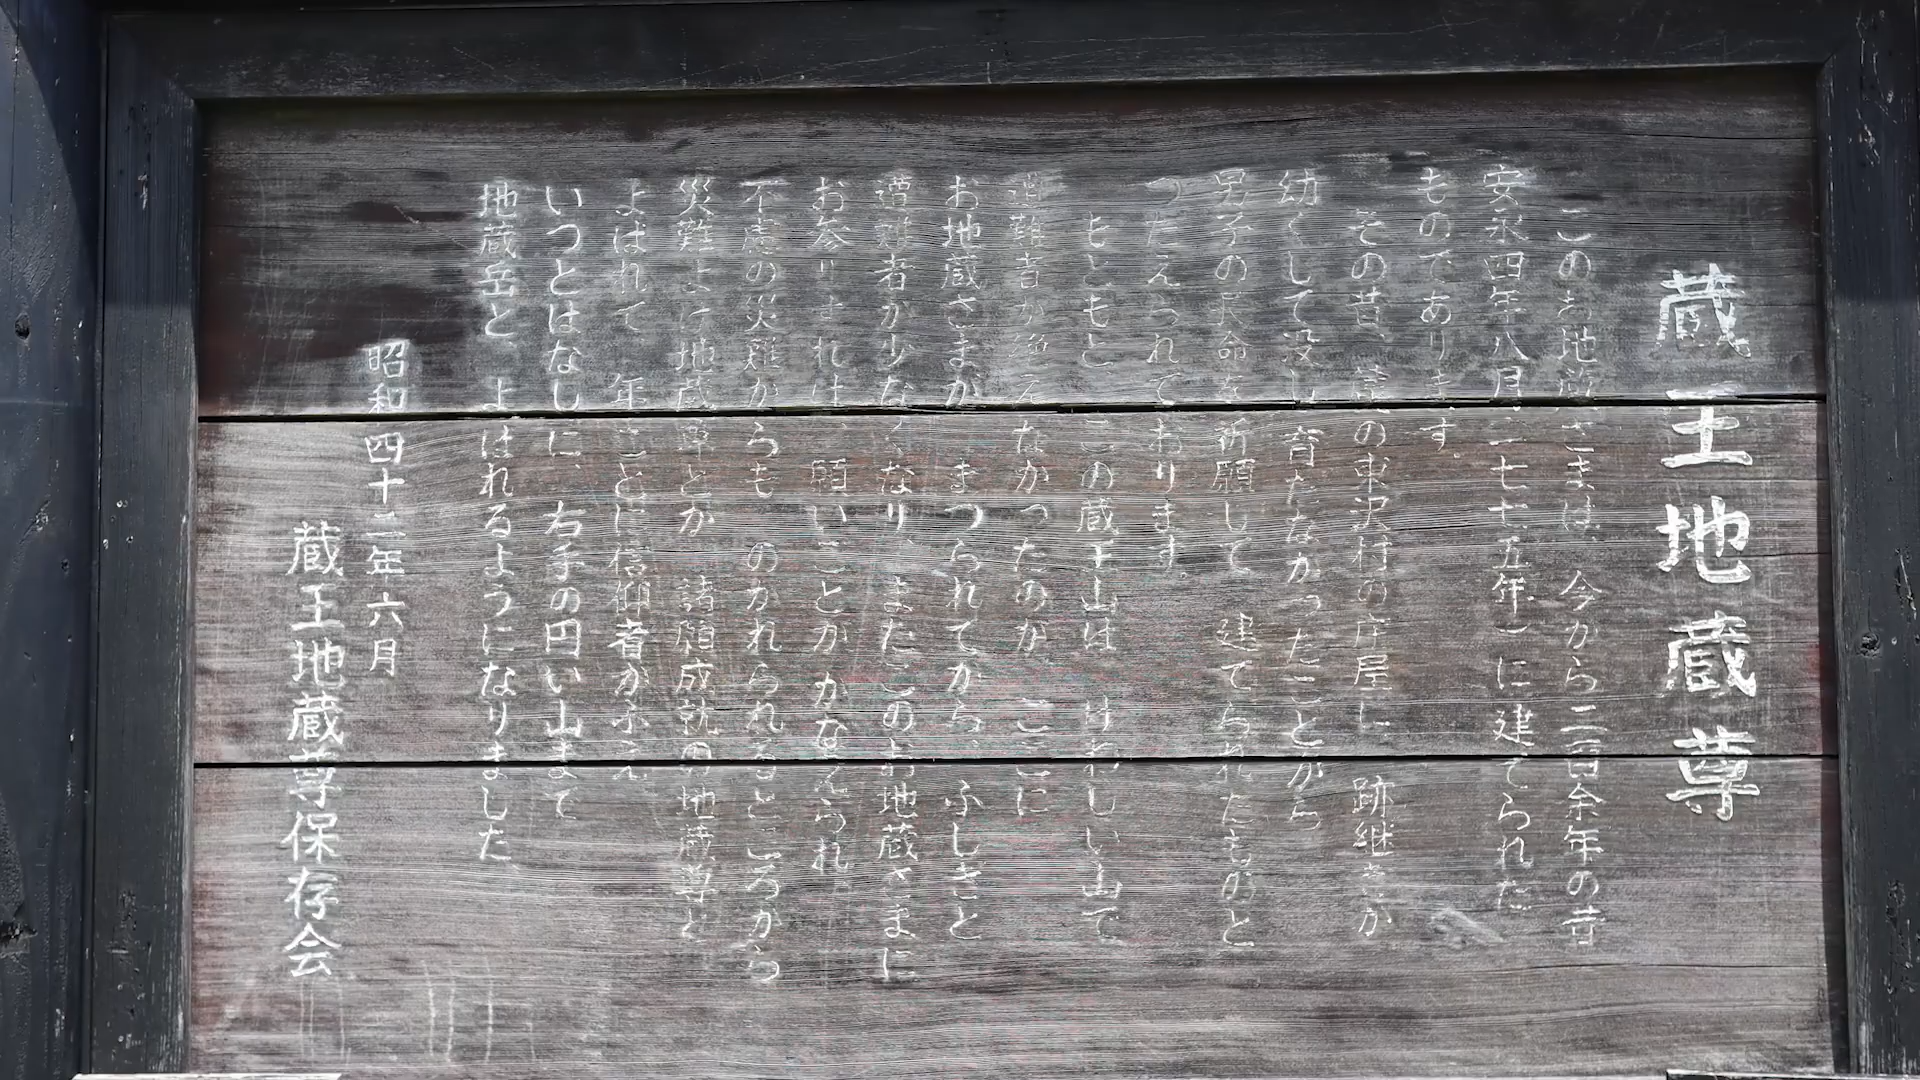 蔵王地蔵尊
このお地蔵さまは、今から二百余年の昔
安永四年八月(一七七五年)に建てられた
ものであります。
その昔、宝の東沢村の庄屋に 跡継ぎが
幼くして没し 育たなかったことから
男子の長命を祈願して 建てられたものと
つたえられております。
もともと この蔵王山は けわしい山で
遭難者が絶えなかったのが ここに
お地蔵さまが まつられてから、ふしぎと
遭難者が少なくなり、またこのお地蔵さまに
お参りすれば、願いごとが かなえられ
不慮の災難からも のがれられるところから
災難よけ地蔵尊とか 諸願成就の地蔵尊と
よばれて 年ごとに信仰者がふえ
いつとはなしに、右手の円い山まで
地蔵岳と、よばれるようになりました
昭和四十二年六月
蔵王地蔵尊保存会